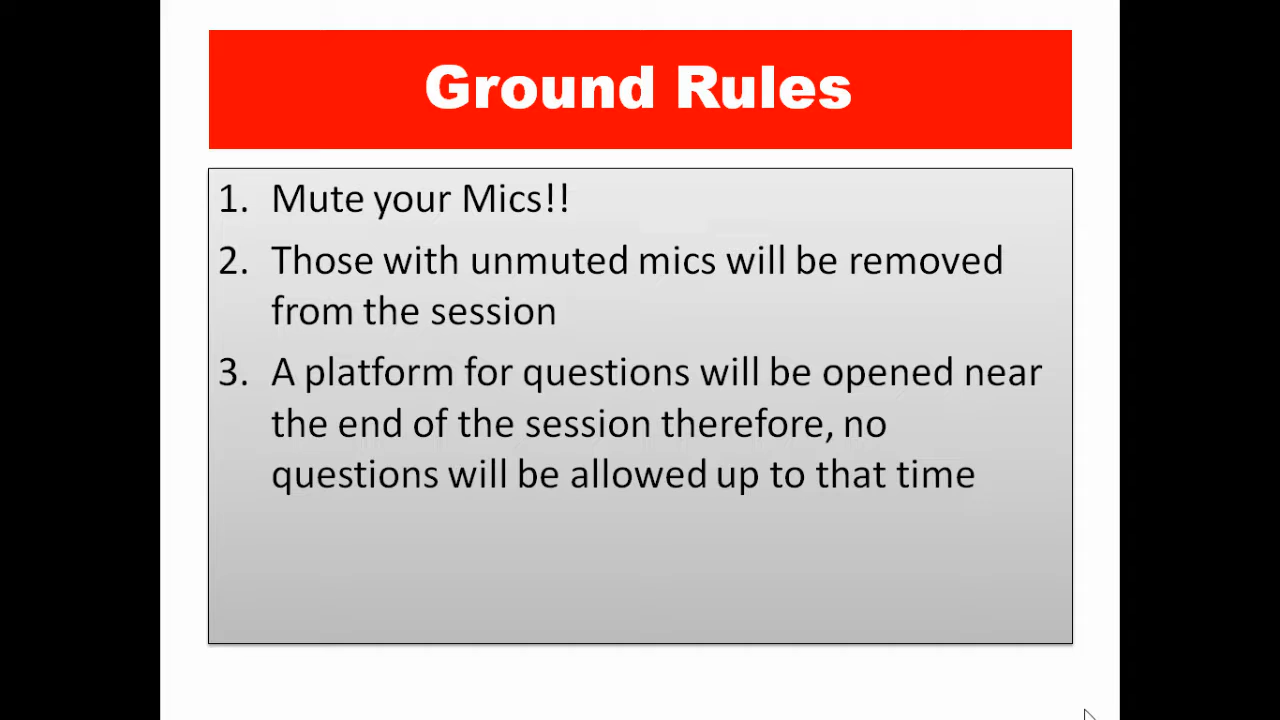 Ground Rules
1. Mute your Mics!!
2. Those with unmuted mics will be removed
from the session
3. A platform for questions will be opened near
the end of the session therefore, no
questions will be allowed up to that time